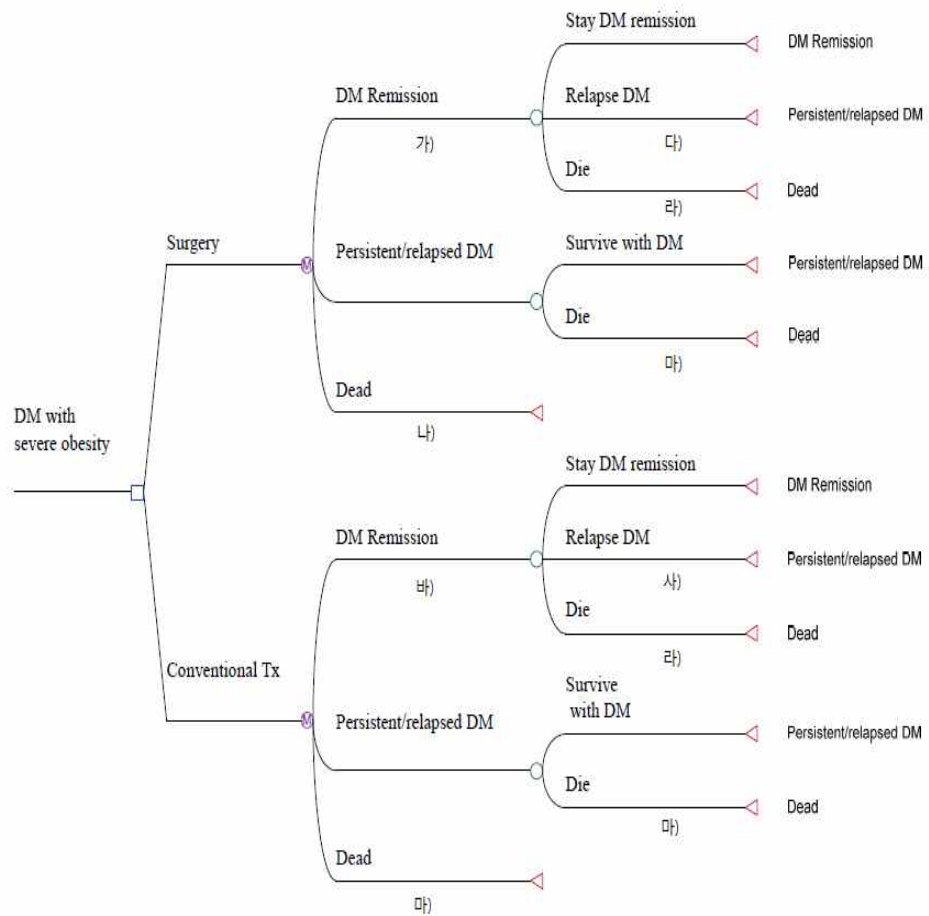 Stay DM remission
DM Remission
DM Remission
Relapse DM
Persistent/relapsed DM
가)
다)
Die
Dead
라)
Surgery
Persistent/relapsed DM
Survive with DM
Persistent/relapsed DM
Die
Dead
마)
Dead
나)
DM with
severe obesity
Stay DM remission
DM Remission
DM Remission
Relapse DM
Persistent/relapsed DM
바)
사)
Die
Dead
라)
Conventional Tx
Persistent/relapsed DM
Survive
with DM
Persistent/relapsed DM
Die
Dead
마)
Dead
마)
M
M